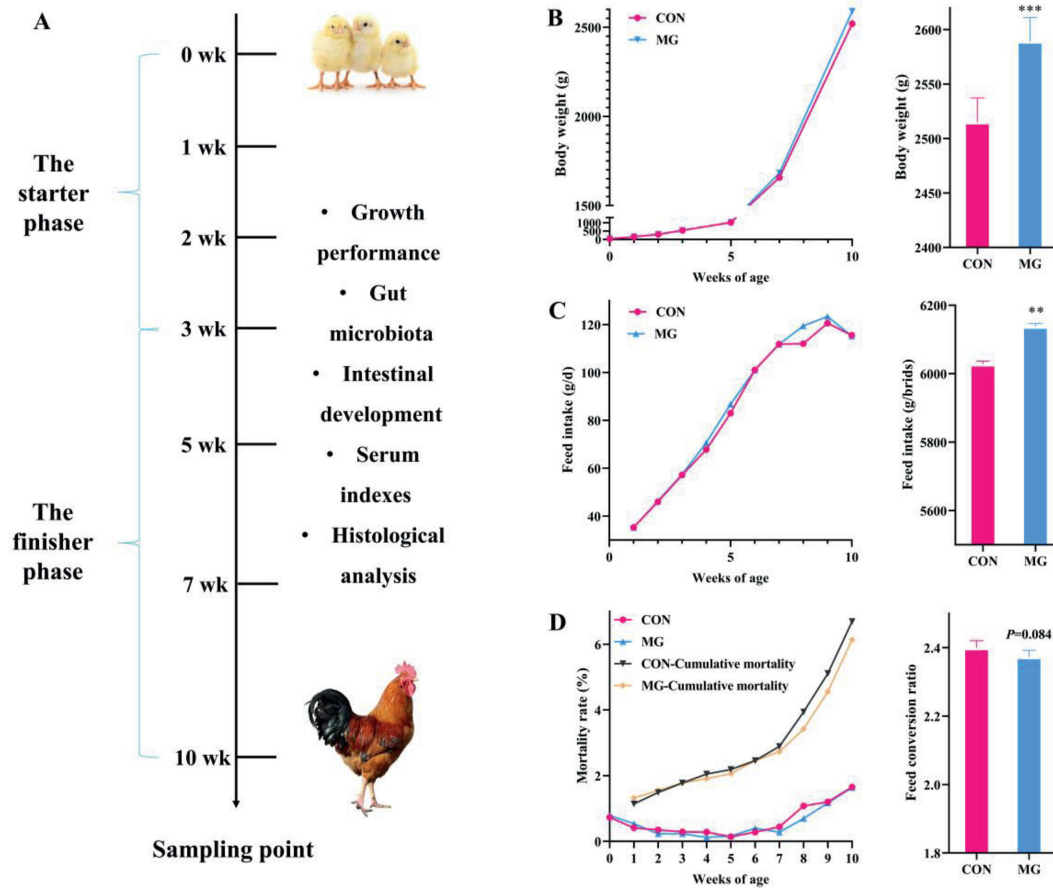 A
0 wk
1 wk
The
starter
phase
2 wk
3 wk
5 wk
The
finisher
phase
7 wk
10 wk
Sampling point
• Growth
performance
• Gut
microbiota
• Intestinal
development
• Serum
indexes
• Histological
analysis
B
CON
MG
Body weight (g)
2500
1500
1000
500
0
0 5 10
Weeks of age
Body weight (g)
2600
2550
2500
2450
2400
***
CON MG
C
CON
MG
Feed intake (g/d)
120
100
80
60
40
0 5 10
Weeks of age
Feed intake (g/brids)
6200
6000
5800
5600
**
CON MG
D
CON
MG
CON-Cumulative mortality
MG-Cumulative mortality
Mortality rate (%)
6
4
2
0
0 1 2 3 4 5 6 7 8 9 10
Weeks of age
Feed conversion ratio
2.4
2.2
2.0
1.8
P=0.084
CON MG